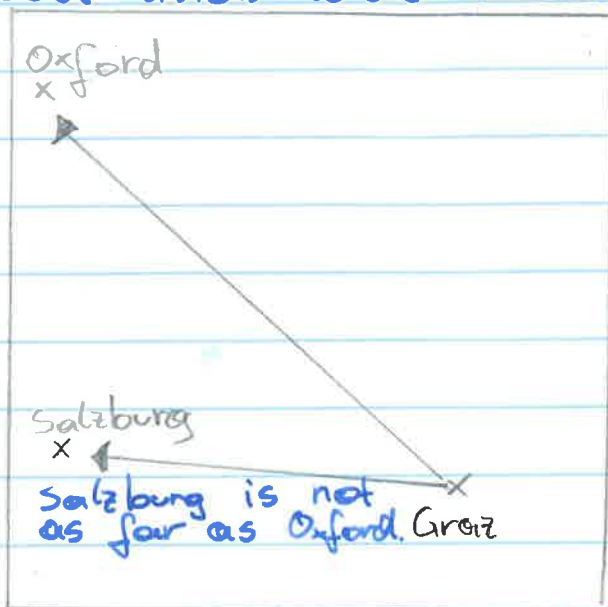 Oxford
x
Salzburg
x
x
Salzburg is not
as far as Oxford. Graz